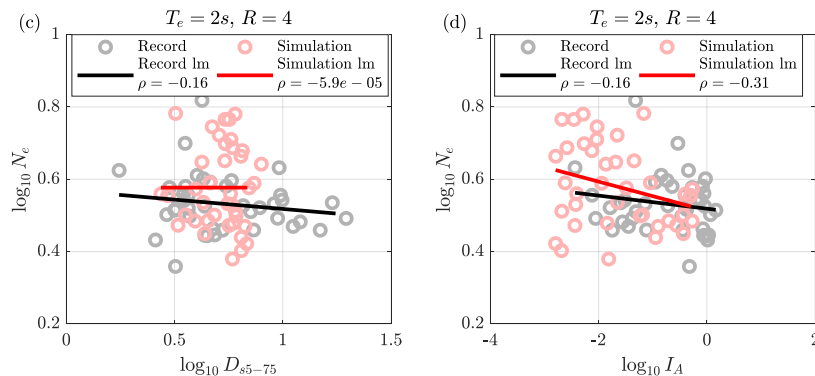 (c)
T_e = 2s, R = 4
Record
Simulation
Record lm
Simulation lm
ρ = −0.16
ρ = −5.9e − 05
1
0.8
0.6
0.4
0.2
log₁₀ N_e
0
0.5
1
1.5
log₁₀ D_{s5−75}
(d)
T_e = 2s, R = 4
Record
Simulation
Record lm
Simulation lm
ρ = −0.16
ρ = −0.31
1
0.8
0.6
0.4
0.2
log₁₀ N_e
-4
-2
0
2
log₁₀ I_A